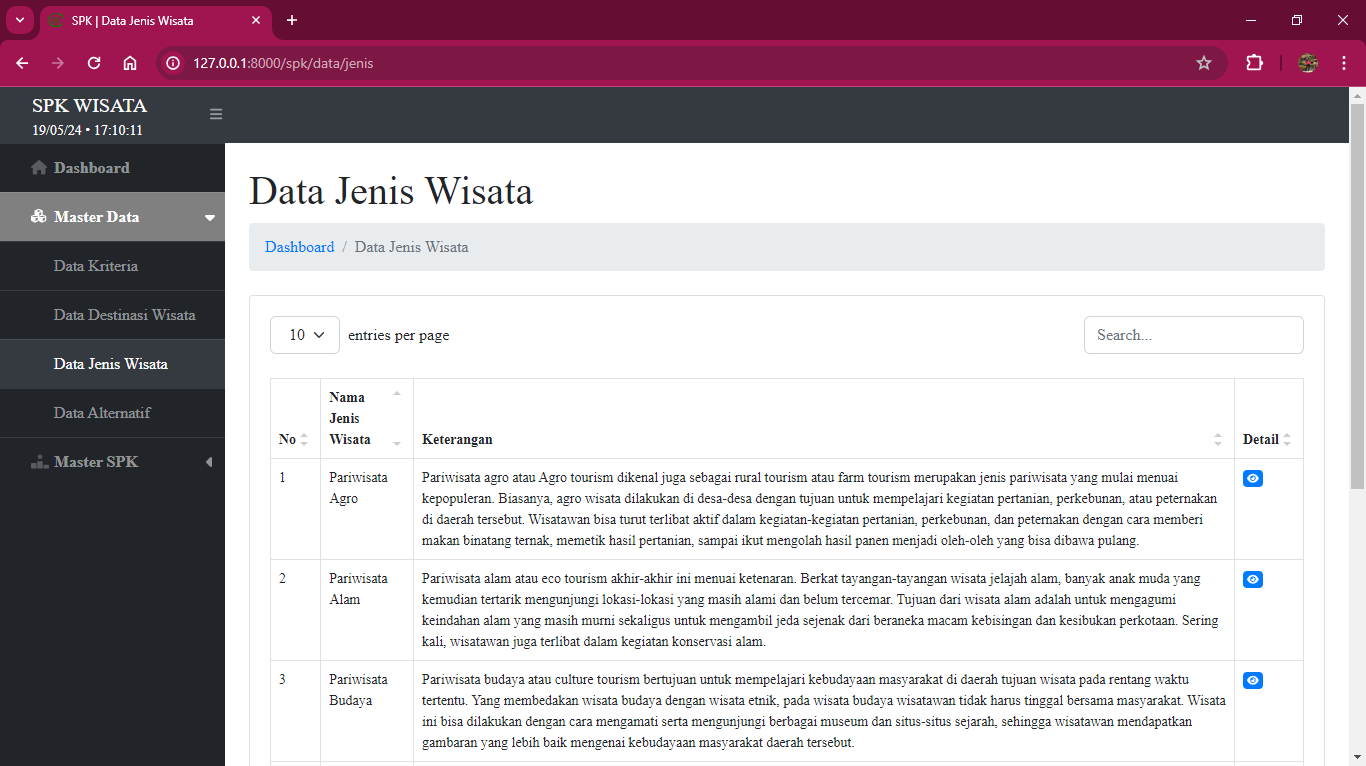 SPK | Data Jenis Wisata
127.0.0.1:8000/spk/data/jenis
SPK WISATA
19/05/24 • 17:10:11
Dashboard
Master Data
Data Kriteria
Data Destinasi Wisata
Data Jenis Wisata
Data Alternatif
Master SPK
Data Jenis Wisata
Dashboard / Data Jenis Wisata
10 entries per page
Search...
No
Nama
Jenis
Wisata
Keterangan
Detail
1
Pariwisata
Agro
Pariwisata agro atau Agro tourism dikenal juga sebagai rural tourism atau farm tourism merupakan jenis pariwisata yang mulai menuai
kepopuleran. Biasanya, agro wisata dilakukan di desa-desa dengan tujuan untuk mempelajari kegiatan pertanian, perkebunan, atau peternakan
di daerah tersebut. Wisatawan bisa turut terlibat aktif dalam kegiatan-kegiatan pertanian, perkebunan, dan peternakan dengan cara memberi
makan binatang ternak, memetik hasil pertanian, sampai ikut mengolah hasil panen menjadi oleh-oleh yang bisa dibawa pulang.
2
Pariwisata
Alam
Pariwisata alam atau eco tourism akhir-akhir ini menuai ketenaran. Berkat tayangan-tayangan wisata jelajah alam, banyak anak muda yang
kemudian tertarik mengunjungi lokasi-lokasi yang masih alami dan belum tercemar. Tujuan dari wisata alam adalah untuk mengagumi
keindahan alam yang masih murni sekaligus untuk mengambil jeda sejenak dari beraneka macam kebisingan dan kesibukan perkotaan. Sering
kali, wisatawan juga terlibat dalam kegiatan konservasi alam.
3
Pariwisata
Budaya
Pariwisata budaya atau culture tourism bertujuan untuk mempelajari kebudayaan masyarakat di daerah tujuan wisata pada rentang waktu
tertentu. Yang membedakan wisata budaya dengan wisata etnik, pada wisata budaya wisatawan tidak harus tinggal bersama masyarakat. Wisata
ini bisa dilakukan dengan cara mengamati serta mengunjungi berbagai museum dan situs-situs sejarah, sehingga wisatawan mendapatkan
gambaran yang lebih baik mengenai kebudayaan masyarakat daerah tersebut.